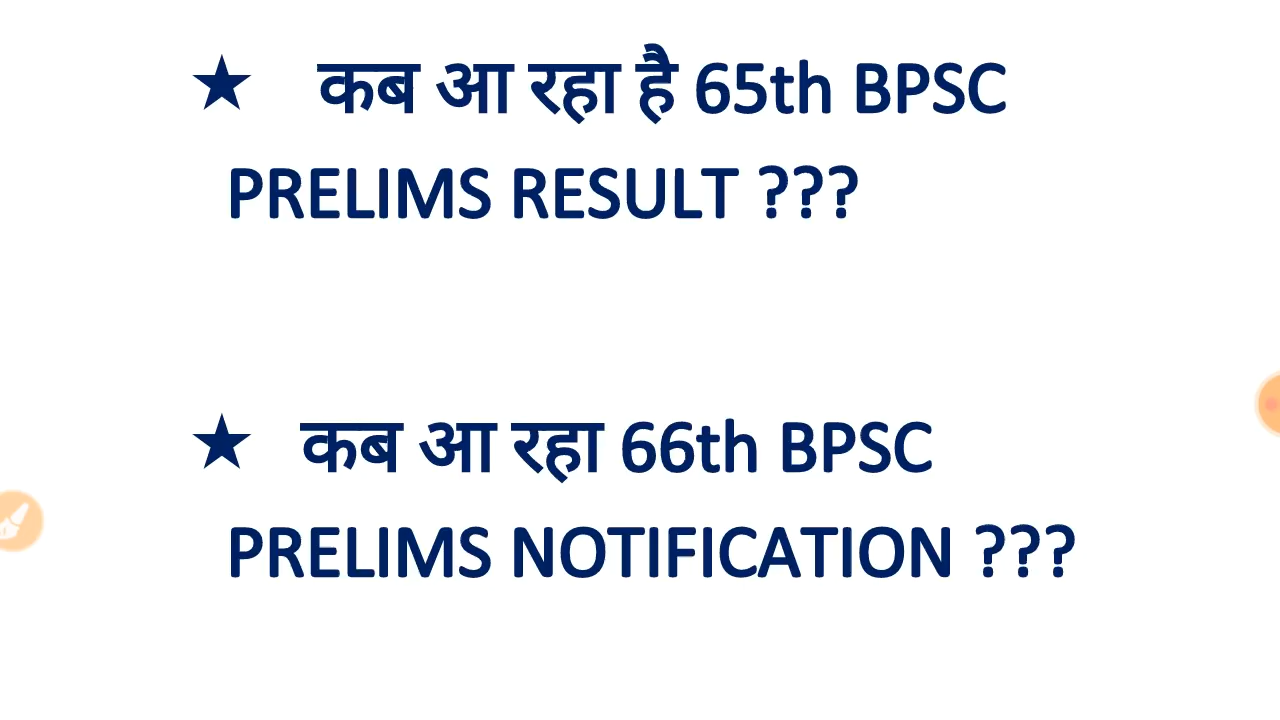 ★ कब आ रहा है 65th BPSC
PRELIMS RESULT ???
★ कब आ रहा 66th BPSC
PRELIMS NOTIFICATION ???